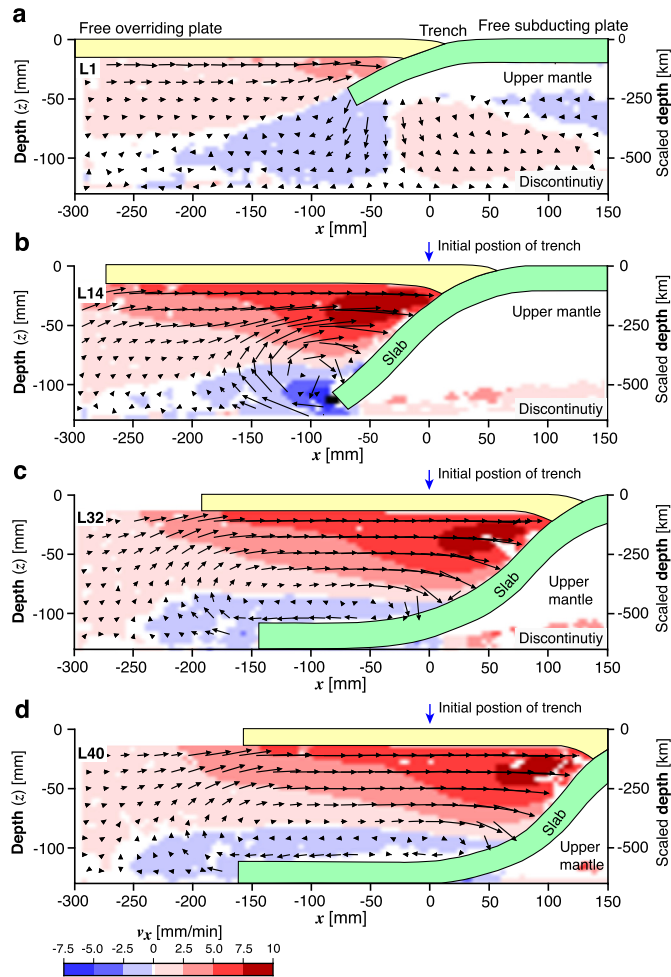 a
Free overriding plate
Trench
Free subducting plate
0
-50
-100
Depth (z) [mm]
L1
Upper mantle
Discontinutiy
0
-250
-500
Scaled depth [km]
-300 -250 -200 -150 -100 -50 0 50 100 150
x [mm]
b
Initial postion of trench
0
-50
-100
Depth (z) [mm]
L14
Slab
Upper mantle
Discontinutiy
0
-250
-500
Scaled depth [km]
-300 -250 -200 -150 -100 -50 0 50 100 150
x [mm]
c
Initial postion of trench
0
-50
-100
Depth (z) [mm]
L32
Slab
Upper
mantle
Discontinutiy
0
-250
-500
Scaled depth [km]
-300 -250 -200 -150 -100 -50 0 50 100 150
x [mm]
d
Initial postion of trench
0
-50
-100
Depth (z) [mm]
L40
Slab
Upper
mantle
0
-250
-500
Scaled depth [km]
-300 -250 -200 -150 -100 -50 0 50 100 150
x [mm]
vx [mm/min]
-7.5 -5.0 -2.5 0 2.5 5 7.5 10